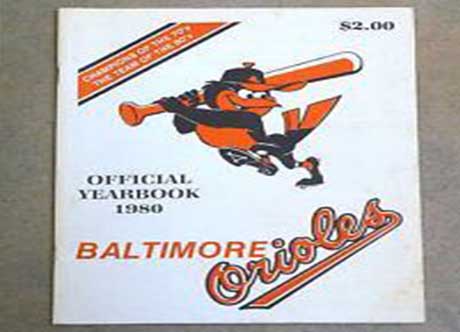 CHAMPIONS OF THE 70'S
THE TEAM OF THE 80'S
$2.00
OFFICIAL
YEARBOOK
1980
BALTIMORE
Orioles